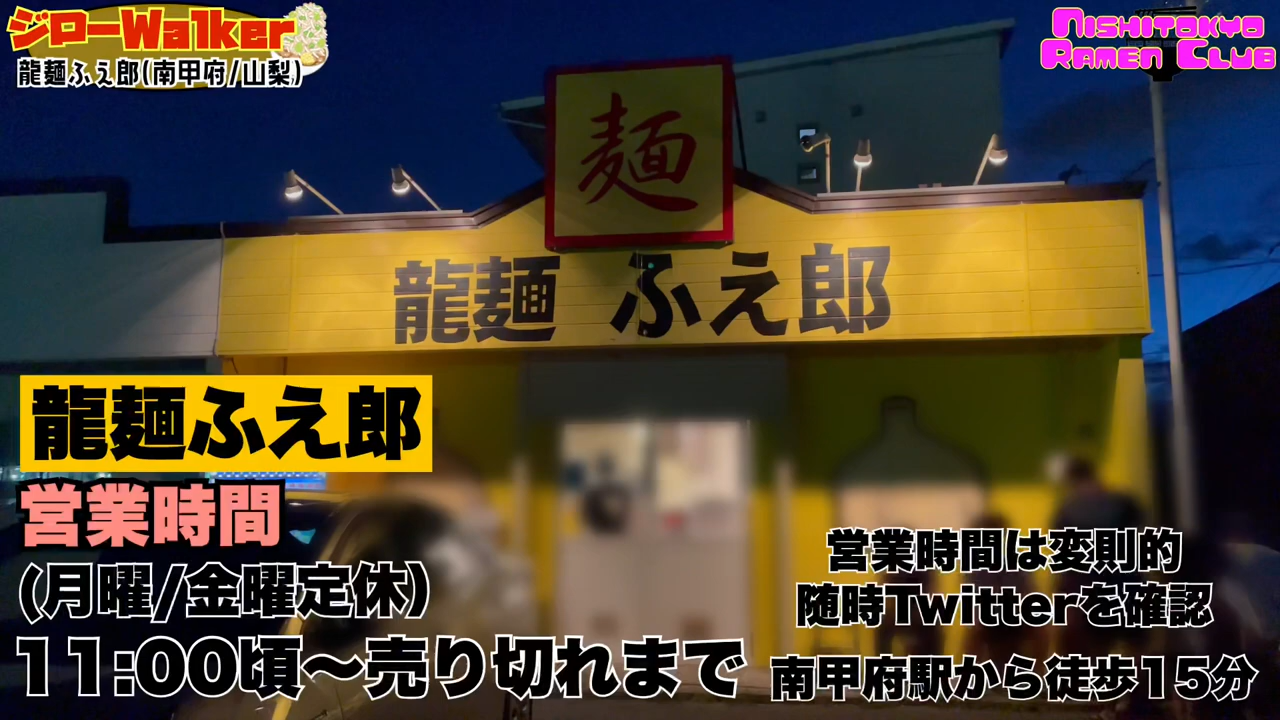 ジローWalker
龍麺ふぇ郎(南甲府/山梨)
NISHITOKYO
RAMEN CLUB
麺
龍麺 ふえ郎
龍麺ふえ郎
営業時間
(月曜/金曜定休)
11:00頃〜売り切れまで
営業時間は変則的
随時Twitterを確認
南甲府駅から徒歩15分